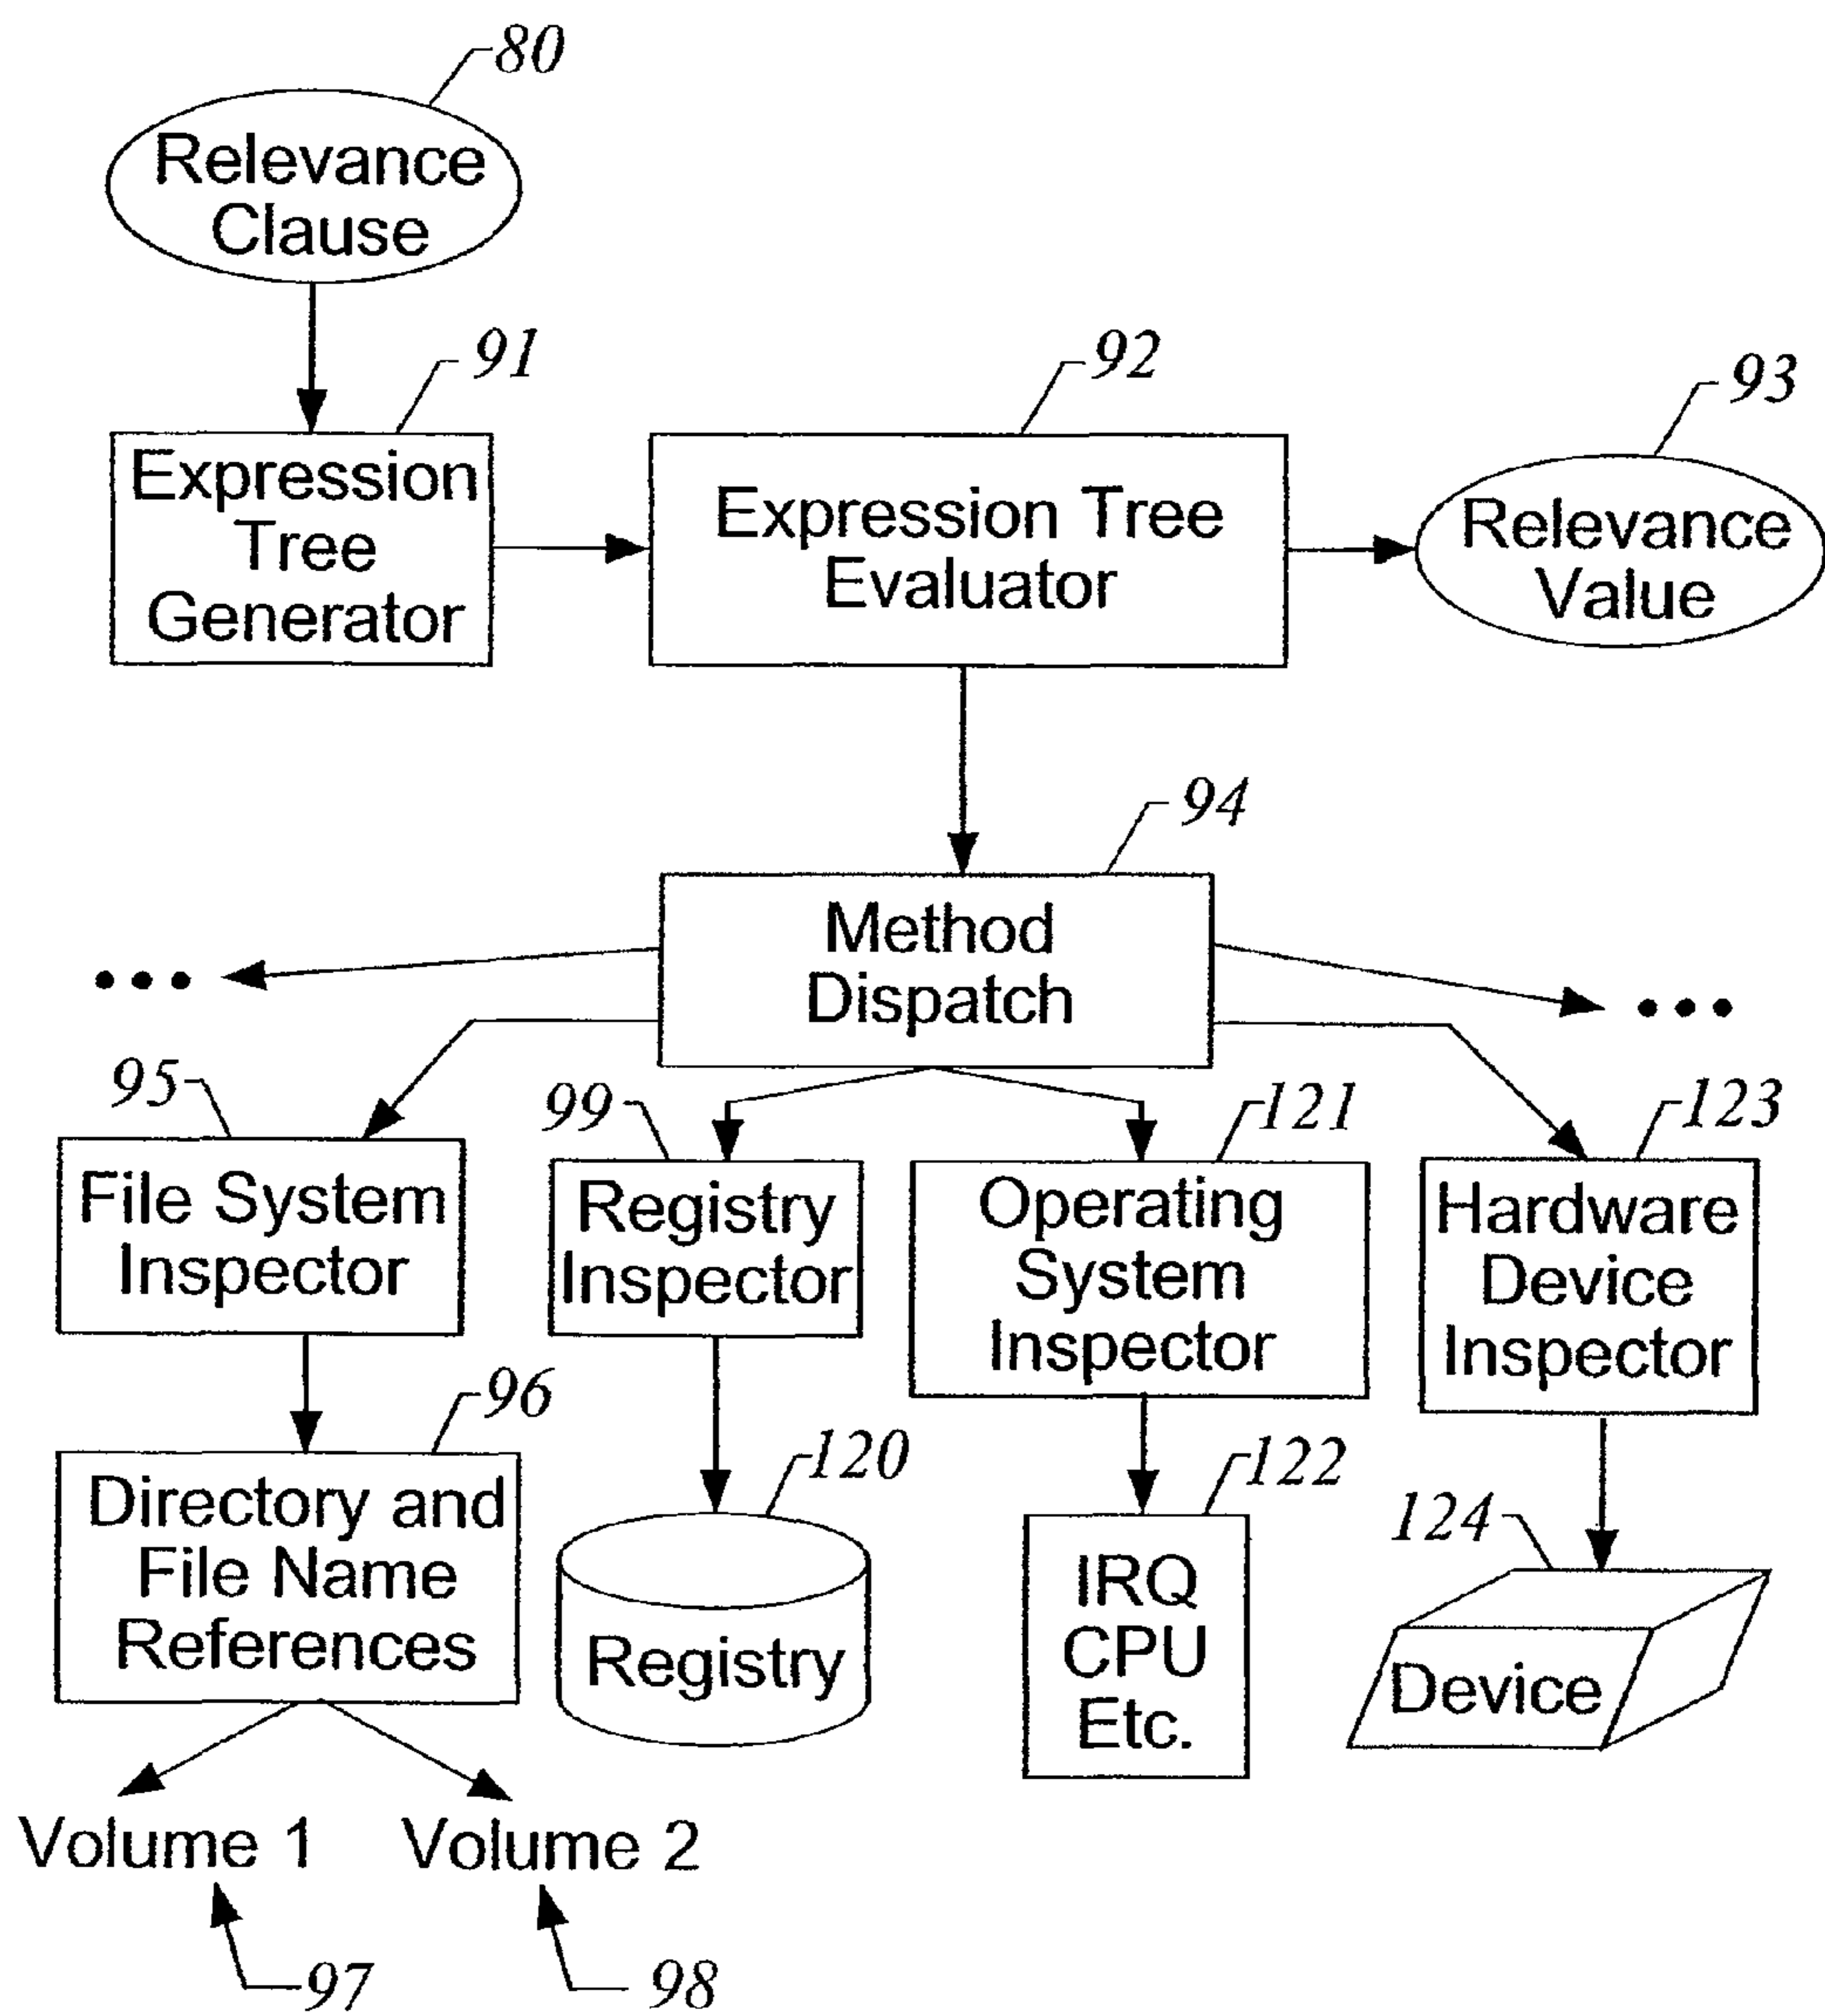 80
Relevance
Clause
91
Expression
Tree
Generator
92
Expression Tree
Evaluator
93
Relevance
Value
94
Method
Dispatch
95
File System
Inspector
99
Registry
Inspector
121
Operating
System
Inspector
123
Hardware
Device
Inspector
96
Directory and
File Name
References
120
Registry
122
IRQ
CPU
Etc.
124
Device
Volume 1
Volume 2
97
98